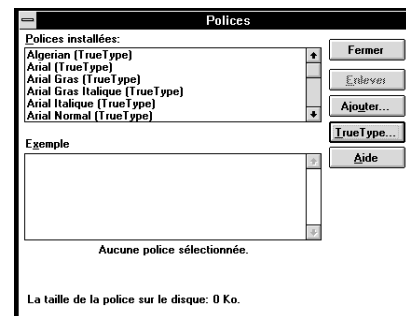 Polices
Polices installées:
Algerian (TrueType)
Arial (TrueType)
Arial Gras (TrueType)
Arial Gras Italique (TrueType)
Arial Italique (TrueType)
Arial Normal (TrueType)
Fermer
Enlever
Ajouter...
TrueType...
Aide
Exemple
Aucune police sélectionnée.
La taille de la police sur le disque: 0 Ko.